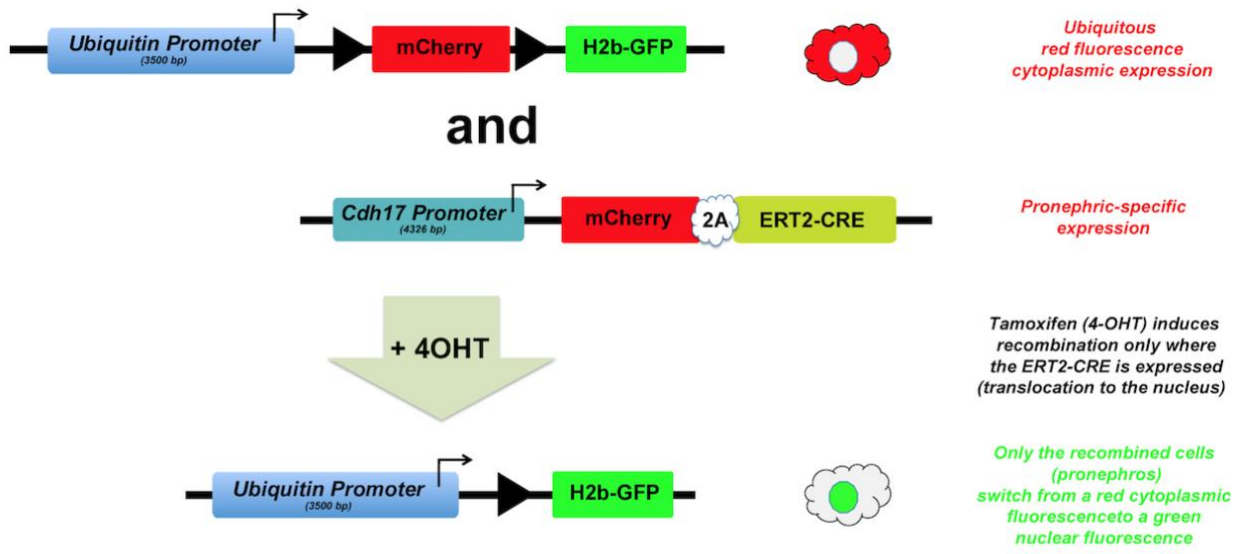 Ubiquitin Promoter
(3500 bp)
mCherry
H2b-GFP
Ubiquitous
red fluorescence
cytoplasmic expression
and
Cdh17 Promoter
(4326 bp)
mCherry
2A
ERT2-CRE
Pronephric-specific
expression
+ 4OHT
Tamoxifen (4-OHT) induces
recombination only where
the ERT2-CRE is expressed
(translocation to the nucleus)
Ubiquitin Promoter
(3500 bp)
H2b-GFP
Only the recombined cells
(pronephros)
switch from a red cytoplasmic
fluorescenceto a green
nuclear fluorescence